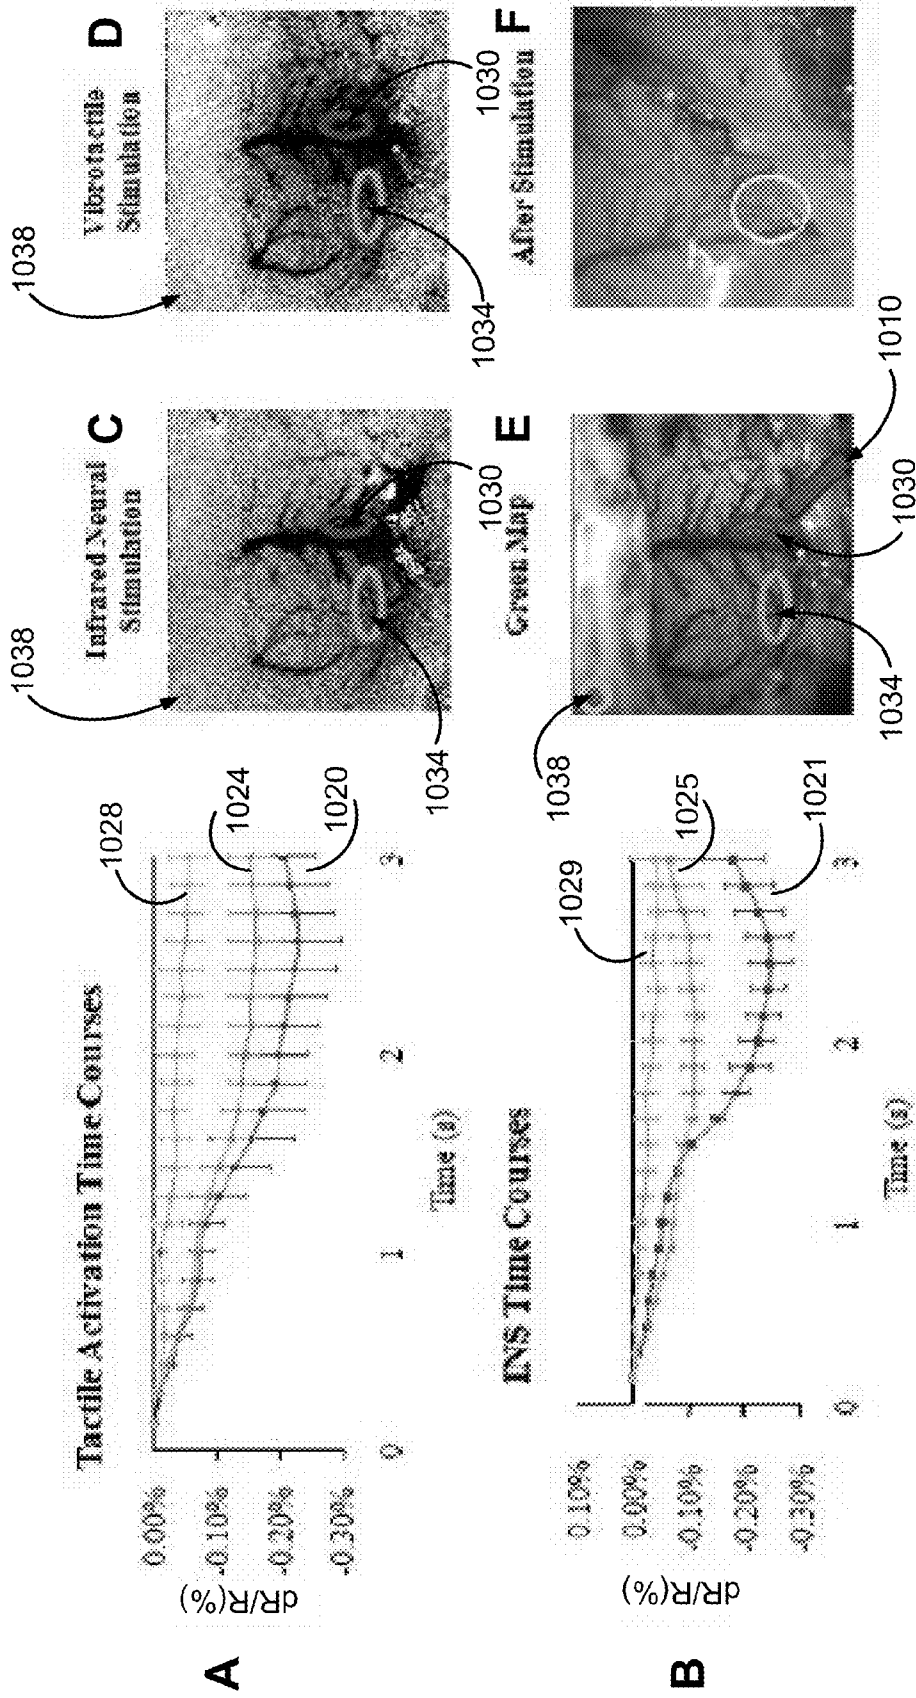 A
Tactile Activation Time Courses
dR/R(%)
0.00%
-0.10%
-0.20%
-0.30%
0
1
2
3
Time (s)
1028
1024
1020
B
INS Time Courses
dR/R(%)
0.10%
0.00%
-0.10%
-0.20%
-0.30%
0
1
2
3
Time (s)
1029
1025
1021
C
Infrared Neural
Stimulation
1038
1034
1030
D
Vibrotactile
Stimulation
1038
1034
1030
E
Green Map
1038
1034
1030
1010
F
After Stimulation